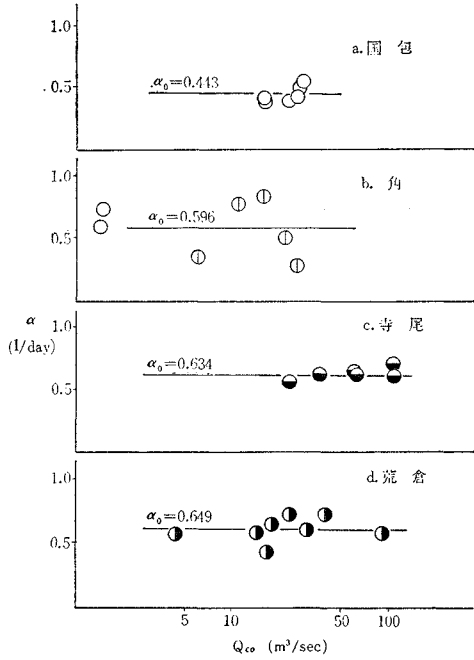 1.0
a. 国 包
0.5
α₀=0.443
1.0
b. 角
α₀=0.596
0.5
α
(1/day)
1.0
c. 寺 尾
α₀=0.634
0.5
1.0
d. 荒 倉
α₀=0.649
0.5
5 10 50 100
Q_co (m³/sec)